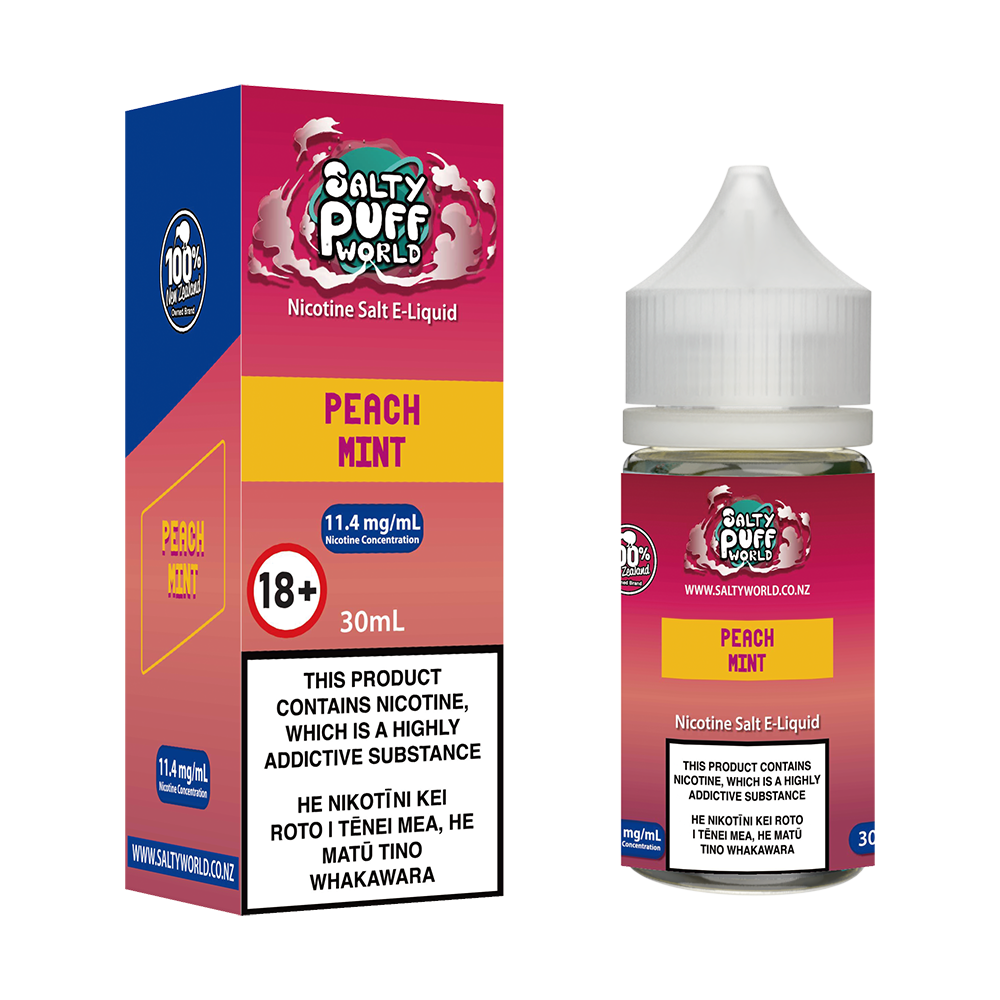 100%
New Zealand
Owned Brand
PEACH
MINT
11.4 mg/mL
Nicotine Concentration
WWW.SALTYWORLD.CO.NZ
SALTY
PUFF
WORLD
Nicotine Salt E-Liquid
PEACH
MINT
11.4 mg/mL
Nicotine Concentration
18+
30mL
THIS PRODUCT
CONTAINS NICOTINE,
WHICH IS A HIGHLY
ADDICTIVE SUBSTANCE
HE NIKOTĪNI KEI
ROTO I TĒNEI MEA, HE
MATŪ TINO
WHAKAWARA
SALTY
PUFF
WORLD
00%
Zealand
Owned Brand
WWW.SALTYWORLD.CO.NZ
PEACH
MINT
Nicotine Salt E-Liquid
THIS PRODUCT CONTAINS
NICOTINE, WHICH IS A HIGHLY
ADDICTIVE SUBSTANCE
HE NIKOTĪNI KEI ROTO
I TĒNEI MEA, HE MATŪ
TINO WHAKAWARA
mg/mL
Concentration
30